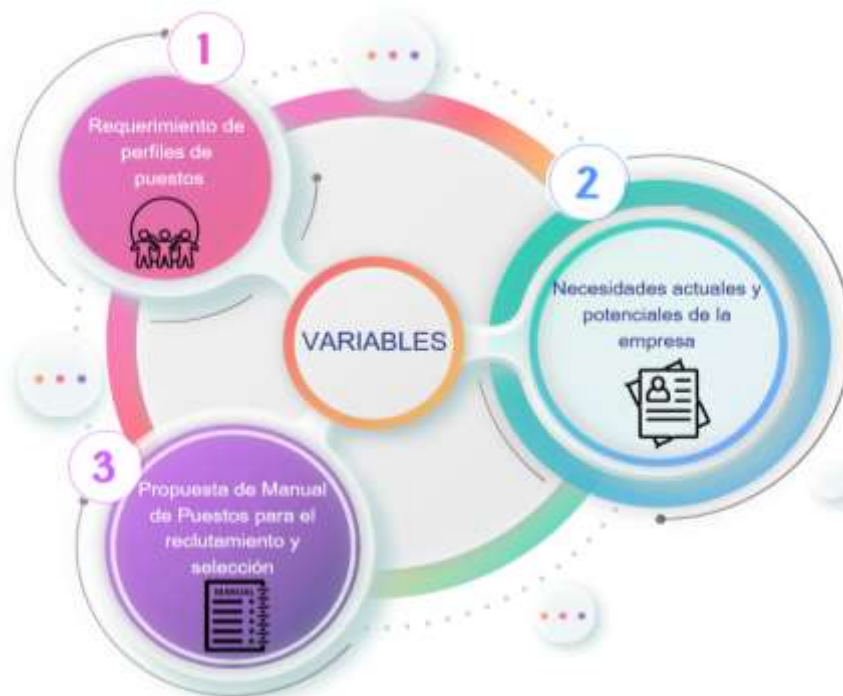 1
Requerimiento de
perfiles de
puestos
2
Necesidades actuales y
potenciales de la
empresa
VARIABLES
3
Propuesta de Manual
de Puestos para el
reclutamiento y
selección
MANUAL